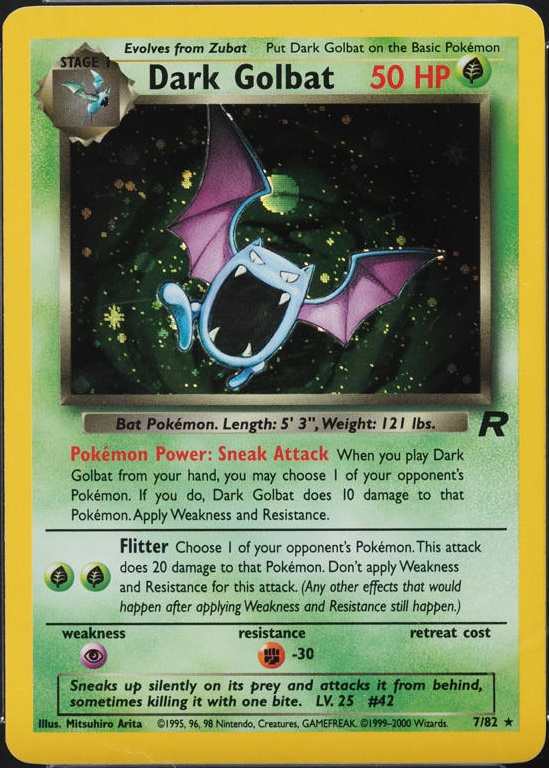 Evolves from Zubat Put Dark Golbat on the Basic Pokémon
STAGE 1
Dark Golbat 50 HP
Bat Pokémon. Length: 5' 3", Weight: 121 lbs.
R
Pokémon Power: Sneak Attack When you play Dark
Golbat from your hand, you may choose 1 of your opponent's
Pokémon. If you do, Dark Golbat does 10 damage to that
Pokémon. Apply Weakness and Resistance.
Flitter Choose 1 of your opponent's Pokémon. This attack
does 20 damage to that Pokémon. Don't apply Weakness
and Resistance for this attack. (Any other effects that would
happen after applying Weakness and Resistance still happen.)
weakness resistance retreat cost
-30
Sneaks up silently on its prey and attacks it from behind,
sometimes killing it with one bite. LV. 25 #42
Illus. Mitsuhiro Arita ©1995, 96, 98 Nintendo, Creatures, GAMEFREAK. ©1999-2000 Wizards. 7/82 ★